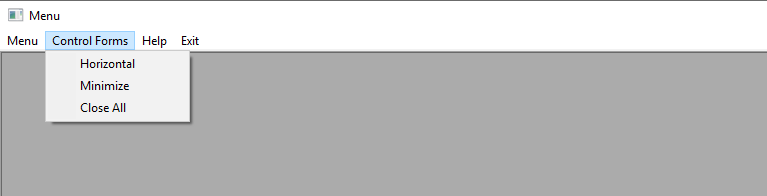 Menu
Menu Control Forms Help Exit
Horizontal
Minimize
Close All